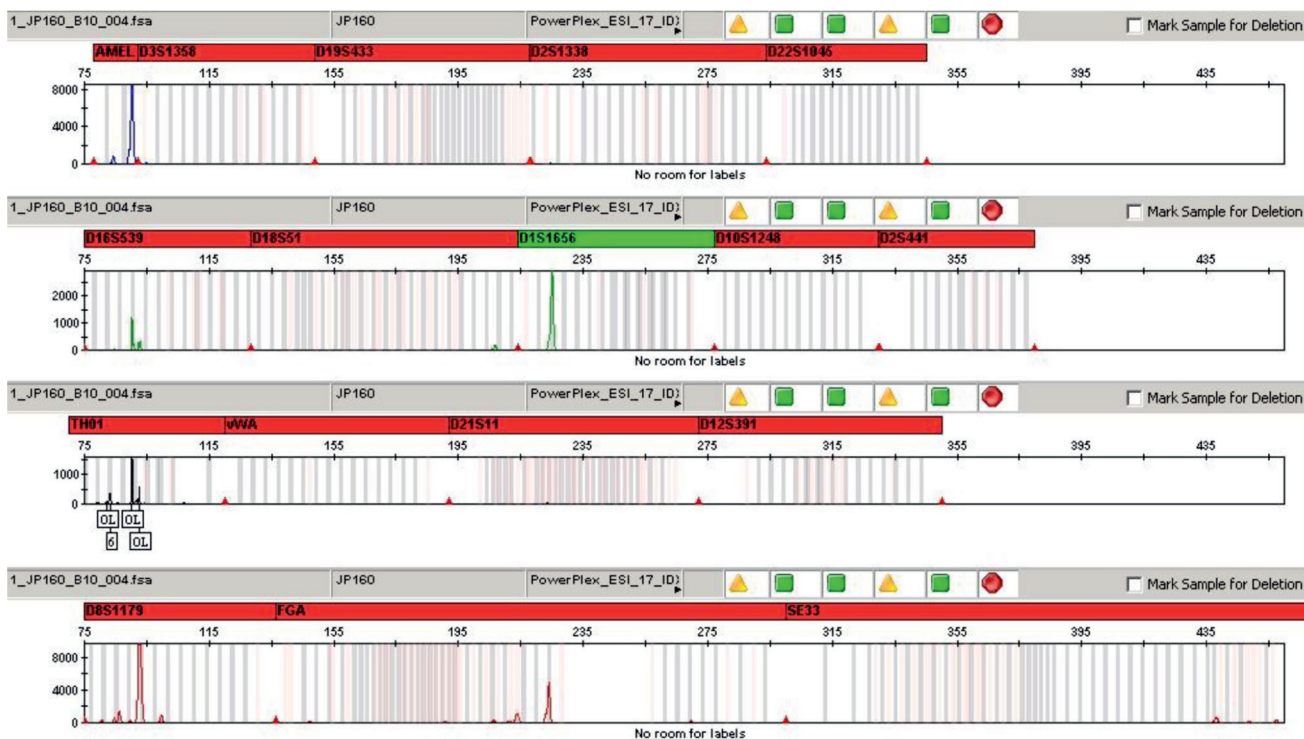 1_JP160_B10_004.fsa JP160 PowerPlex_ESI_17_ID) Mark Sample for Deletion
AMEL D3S1358 D19S433 D2S1338 D22S1045
75 115 155 195 235 275 315 355 395 435
8000
4000
0
No room for labels
1_JP160_B10_004.fsa JP160 PowerPlex_ESI_17_ID) Mark Sample for Deletion
D16S539 D18S51 D1S1656 D10S1248 D2S441
75 115 155 195 235 275 315 355 395 435
2000
1000
0
No room for labels
1_JP160_B10_004.fsa JP160 PowerPlex_ESI_17_ID) Mark Sample for Deletion
TH01 vWA D21S11 D12S391
75 115 155 195 235 275 315 355 395 435
1000
0
OL OL
6 OL
1_JP160_B10_004.fsa JP160 PowerPlex_ESI_17_ID) Mark Sample for Deletion
D8S1179 FGA SE33
75 115 155 195 235 275 315 355 395 435
8000
4000
0
No room for labels